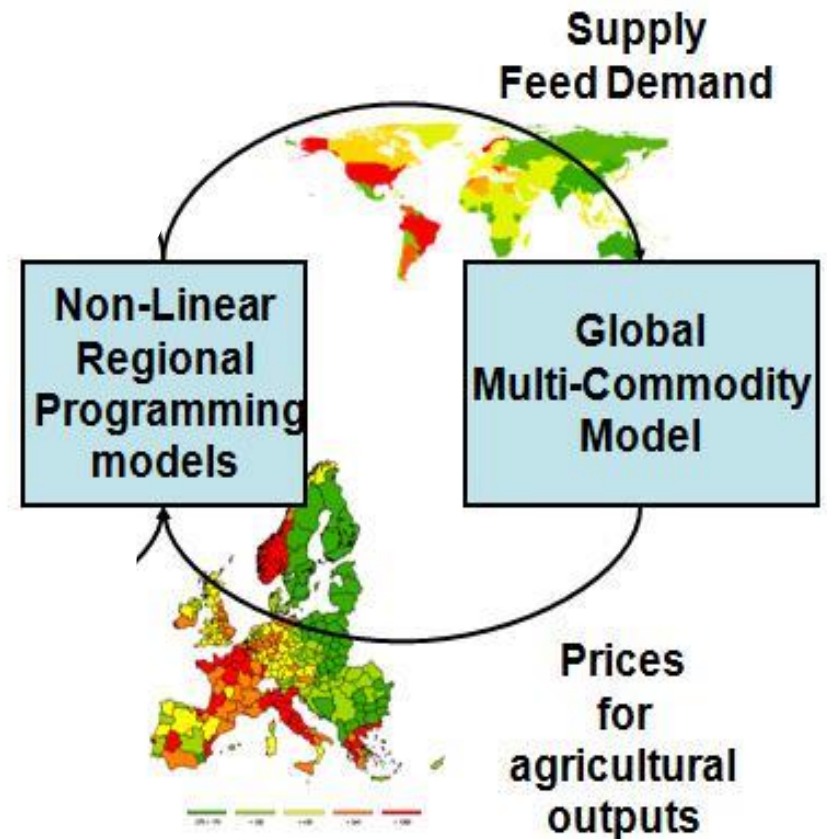 Supply
Feed Demand
Non-Linear
Regional
Programming
models
Global
Multi-Commodity
Model
Prices
for
agricultural
outputs